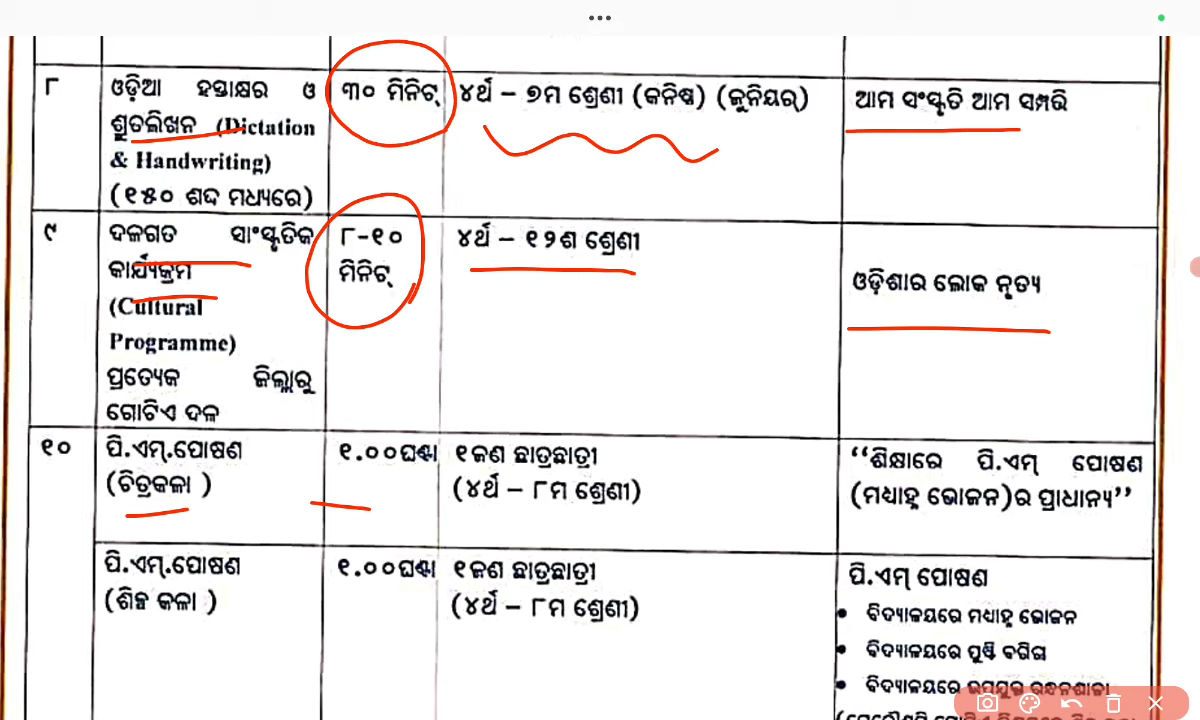 ୮
ଓଡ଼ିଆ ହସ୍ତାକ୍ଷର ଓ
ଶ୍ରୁତଲିଖନ (Dictation
& Handwriting)
(୧୫୦ ଶବ୍ଦ ମଧ୍ୟରେ)
୩୦ ମିନିଟ୍
୪ର୍ଥ – ୭ମ ଶ୍ରେଣୀ (କନିଷ୍ଠ) (ଜୁନିୟର୍)
ଆମ ସଂସ୍କୃତି ଆମ ସମ୍ପତ୍ତି
୯
ଦଳଗତ ସାଂସ୍କୃତିକ
କାର୍ଯ୍ୟକ୍ରମ
(Cultural
Programme)
ପ୍ରତ୍ୟେକ ଜିଲ୍ଲାରୁ
ଗୋଟିଏ ଦଳ
୮-୧୦
ମିନିଟ୍
୪ର୍ଥ – ୧୨ଶ ଶ୍ରେଣୀ
ଓଡ଼ିଶାର ଲୋକ ନୃତ୍ୟ
୧୦
ପି.ଏମ୍.ପୋଷଣ
(ଚିତ୍ରକଳା )
୧.୦୦ଘଣ୍ଟା
୧ଜଣ ଛାତ୍ରଛାତ୍ରୀ
(୪ର୍ଥ – ୮ମ ଶ୍ରେଣୀ)
‘‘ଶିକ୍ଷାରେ ପି.ଏମ୍ ପୋଷଣ
(ମଧ୍ୟାହ୍ନ ଭୋଜନ)ର ପ୍ରାଧାନ୍ୟ’’
ପି.ଏମ୍.ପୋଷଣ
(ଶିଳ୍ପ କଳା )
୧.୦୦ଘଣ୍ଟା
୧ଜଣ ଛାତ୍ରଛାତ୍ରୀ
(୪ର୍ଥ – ୮ମ ଶ୍ରେଣୀ)
ପି.ଏମ୍ ପୋଷଣ
• ବିଦ୍ୟାଳୟରେ ମଧ୍ୟାହ୍ନ ଭୋଜନ
• ବିଦ୍ୟାଳୟରେ ପୁଷ୍ଟି ବଗିଚା
• ବିଦ୍ୟାଳୟରେ ଉପଯୁକ୍ତ ରନ୍ଧନଶାଳା